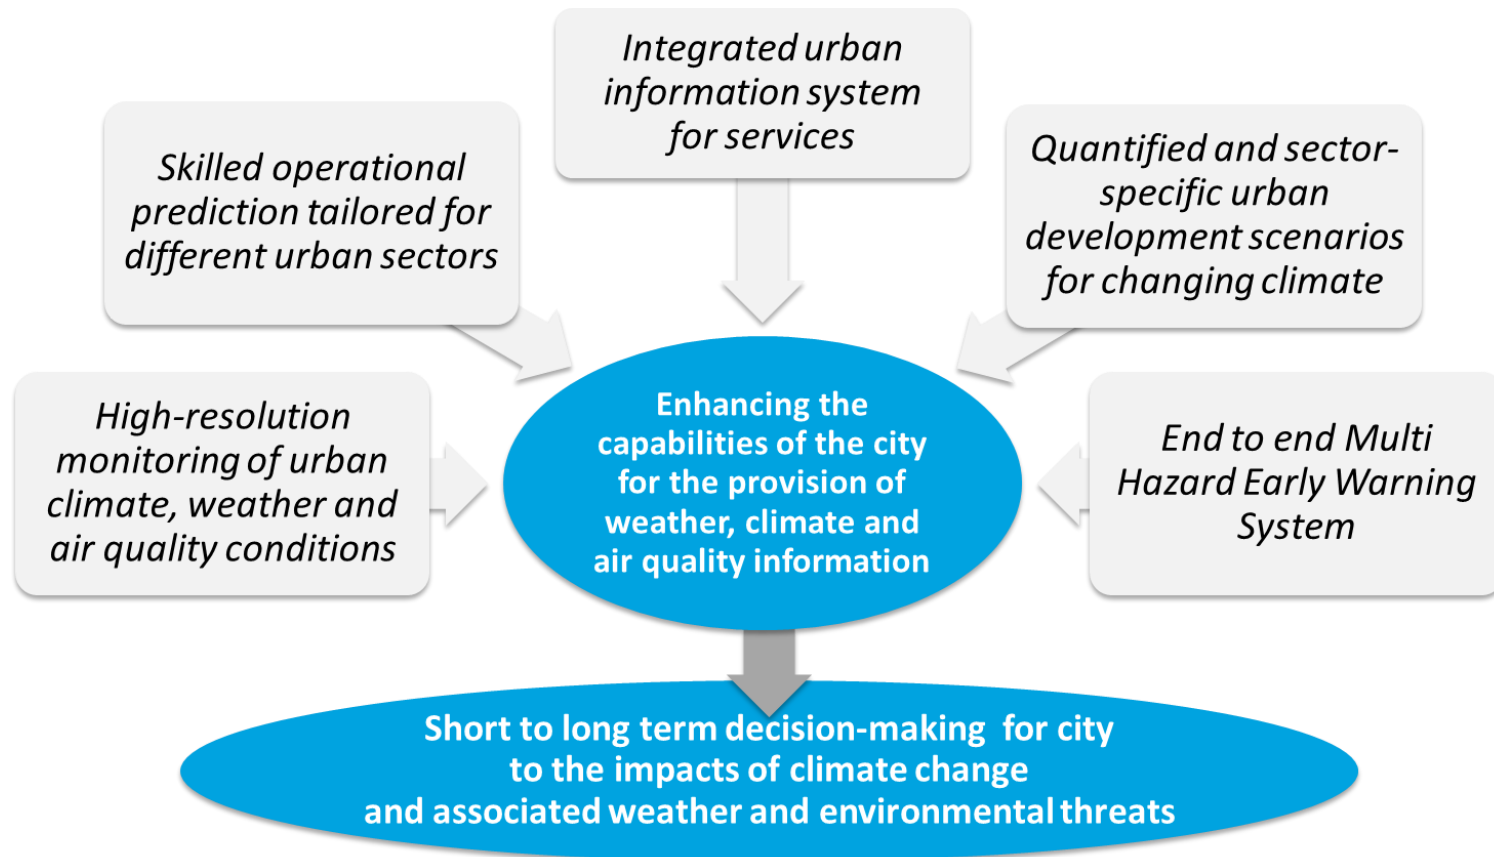 Integrated urban
information system
for services
Skilled operational
prediction tailored for
different urban sectors
Quantified and sector-
specific urban
development scenarios
for changing climate
High-resolution
monitoring of urban
climate, weather and
air quality conditions
Enhancing the
capabilities of the city
for the provision of
weather, climate and
air quality information
End to end Multi
Hazard Early Warning
System
Short to long term decision-making  for city
to the impacts of climate change
and associated weather and environmental threats